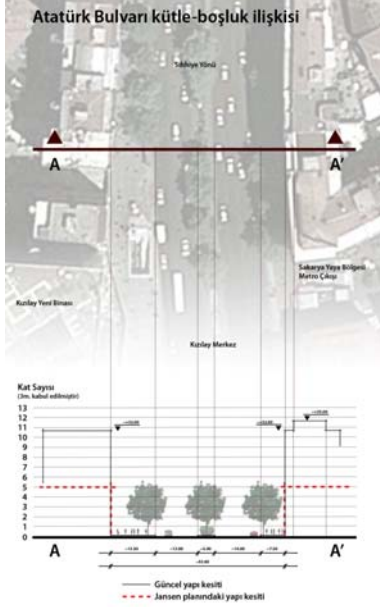 Atatürk Bulvarı kütle-boşluk ilişkisi
Sıhhiye Yönü
A
A'
Sakarya Yaya Bölgesi
Metro Çıkışı
Kızılay Yeni Binası
Kızılay Merkez
Kat Sayısı
(3m. kabul edilmiştir)
13
12
11
10
9
8
7
6
5
4
3
2
1
0
A
A'
Güncel yapı kesiti
Jansen planındaki yapı kesiti